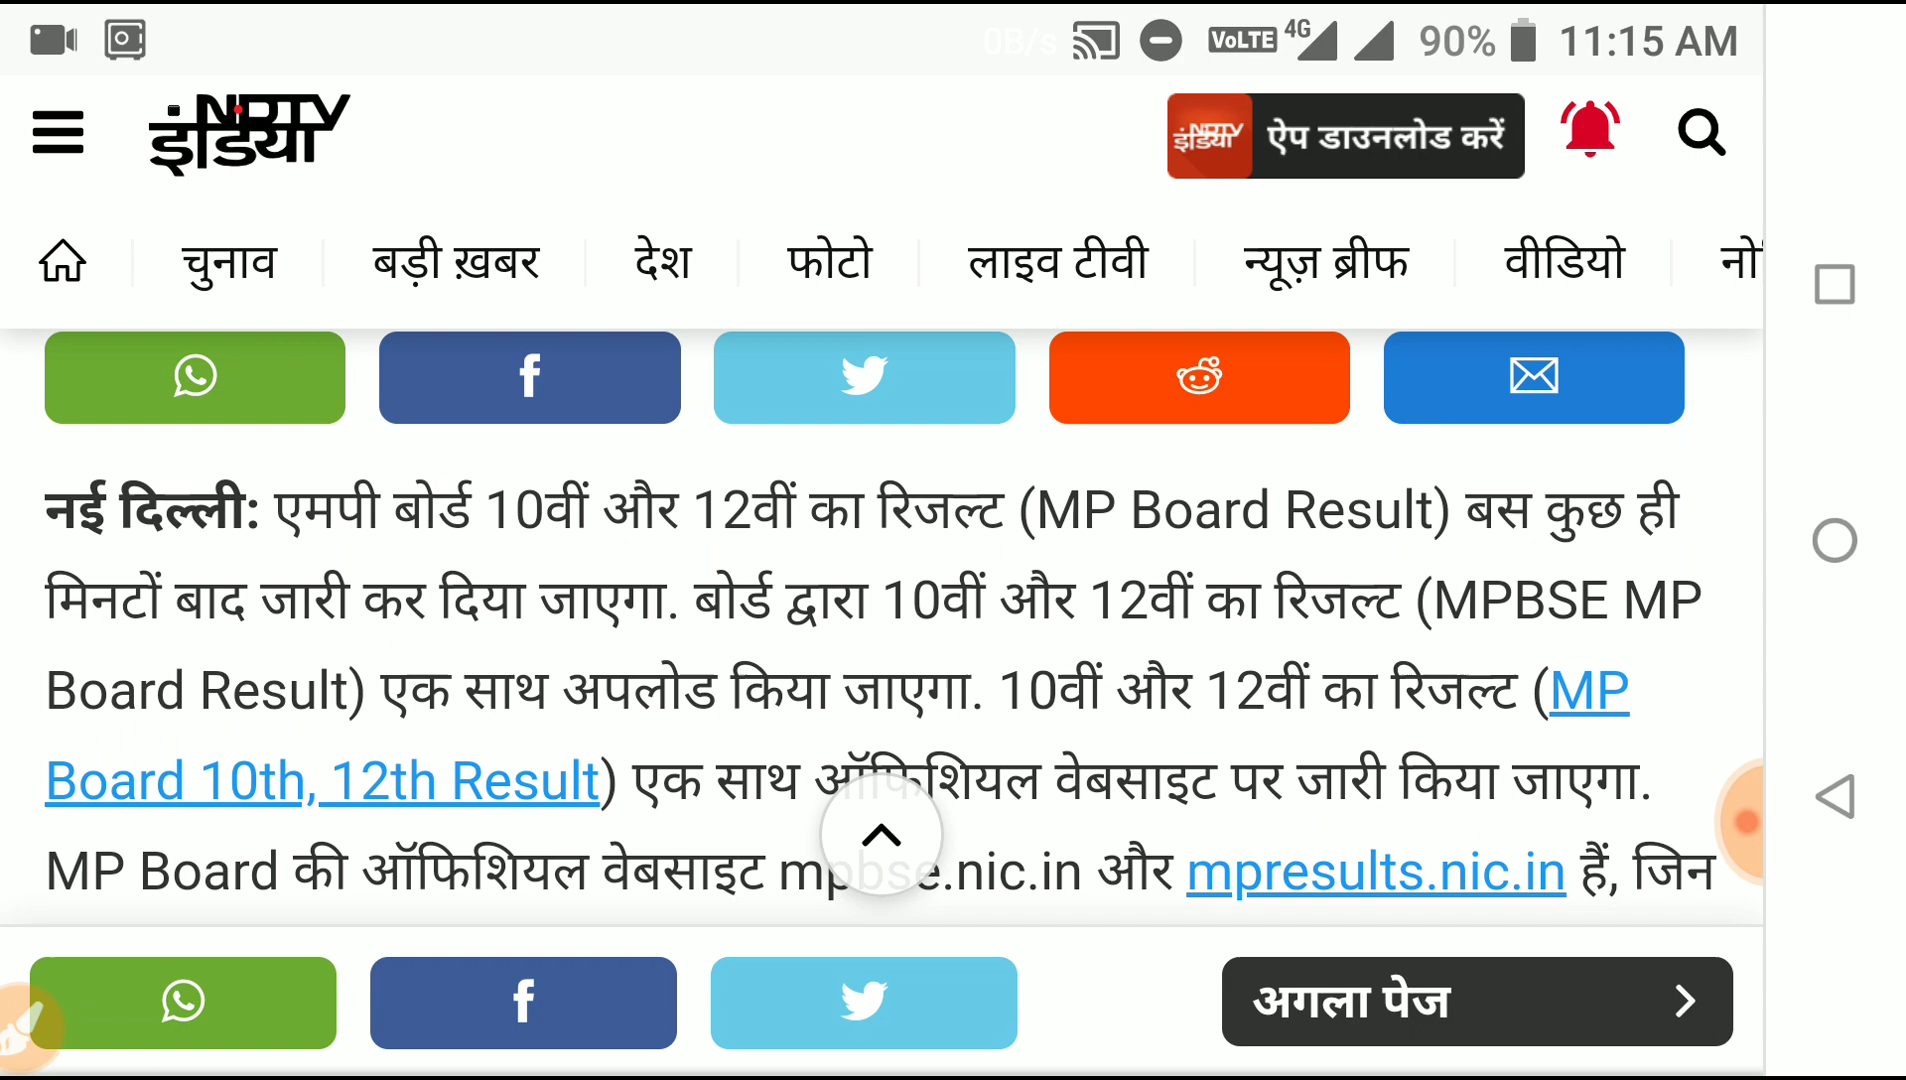 0B/s VoLTE 4G 90% 11:15 AM
NDTV इंडिया
NDTV इंडिया ऐप डाउनलोड करें
चुनाव बड़ी ख़बर देश फोटो लाइव टीवी न्यूज़ ब्रीफ वीडियो
नई दिल्ली: एमपी बोर्ड 10वीं और 12वीं का रिजल्ट (MP Board Result) बस कुछ ही
मिनटों बाद जारी कर दिया जाएगा. बोर्ड द्वारा 10वीं और 12वीं का रिजल्ट (MPBSE MP
Board Result) एक साथ अपलोड किया जाएगा. 10वीं और 12वीं का रिजल्ट (MP
Board 10th, 12th Result) एक साथ ऑफिशियल वेबसाइट पर जारी किया जाएगा.
MP Board की ऑफिशियल वेबसाइट mpbse.nic.in और mpresults.nic.in हैं, जिन
अगला पेज